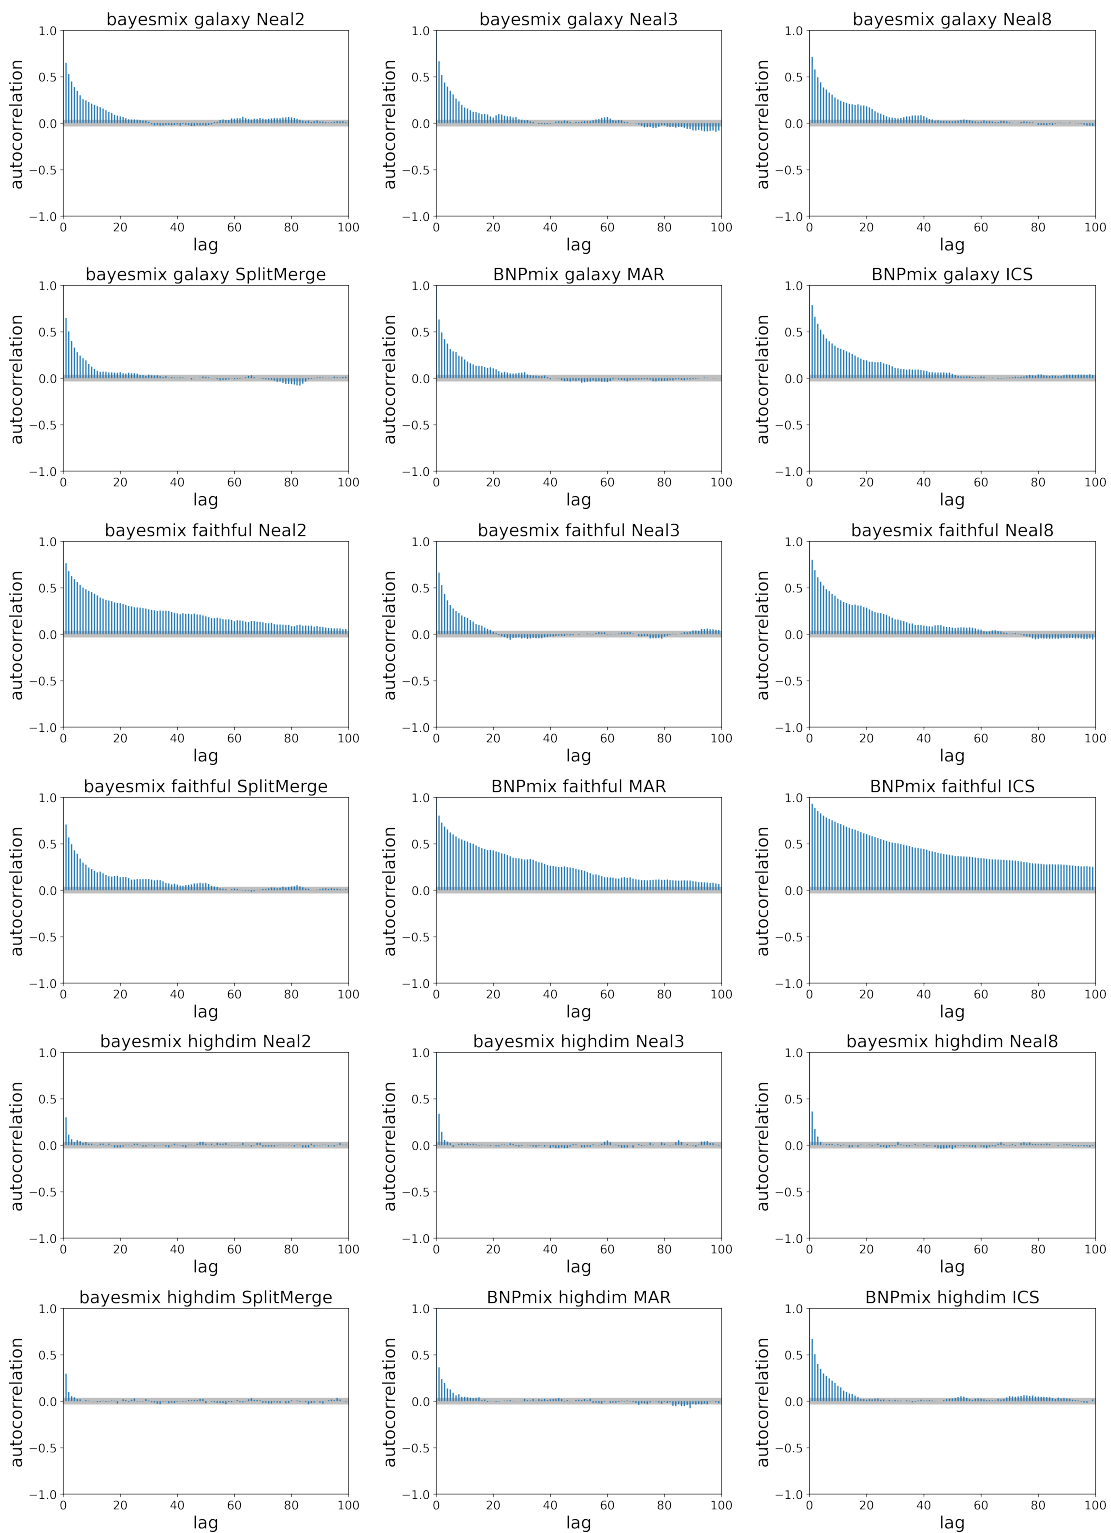 bayesmix galaxy Neal2
bayesmix galaxy Neal3
bayesmix galaxy Neal8
1.0
0.5
0.0
−0.5
−1.0
autocorrelation
0 20 40 60 80 100
lag
1.0
0.5
0.0
−0.5
−1.0
autocorrelation
0 20 40 60 80 100
lag
1.0
0.5
0.0
−0.5
−1.0
autocorrelation
0 20 40 60 80 100
lag
bayesmix galaxy SplitMerge
BNPmix galaxy MAR
BNPmix galaxy ICS
1.0
0.5
0.0
−0.5
−1.0
autocorrelation
0 20 40 60 80 100
lag
1.0
0.5
0.0
−0.5
−1.0
autocorrelation
0 20 40 60 80 100
lag
1.0
0.5
0.0
−0.5
−1.0
autocorrelation
0 20 40 60 80 100
lag
bayesmix faithful Neal2
bayesmix faithful Neal3
bayesmix faithful Neal8
1.0
0.5
0.0
−0.5
−1.0
autocorrelation
0 20 40 60 80 100
lag
1.0
0.5
0.0
−0.5
−1.0
autocorrelation
0 20 40 60 80 100
lag
1.0
0.5
0.0
−0.5
−1.0
autocorrelation
0 20 40 60 80 100
lag
bayesmix faithful SplitMerge
BNPmix faithful MAR
BNPmix faithful ICS
1.0
0.5
0.0
−0.5
−1.0
autocorrelation
0 20 40 60 80 100
lag
1.0
0.5
0.0
−0.5
−1.0
autocorrelation
0 20 40 60 80 100
lag
1.0
0.5
0.0
−0.5
−1.0
autocorrelation
0 20 40 60 80 100
lag
bayesmix highdim Neal2
bayesmix highdim Neal3
bayesmix highdim Neal8
1.0
0.5
0.0
−0.5
−1.0
autocorrelation
0 20 40 60 80 100
lag
1.0
0.5
0.0
−0.5
−1.0
autocorrelation
0 20 40 60 80 100
lag
1.0
0.5
0.0
−0.5
−1.0
autocorrelation
0 20 40 60 80 100
lag
bayesmix highdim SplitMerge
BNPmix highdim MAR
BNPmix highdim ICS
1.0
0.5
0.0
−0.5
−1.0
autocorrelation
0 20 40 60 80 100
lag
1.0
0.5
0.0
−0.5
−1.0
autocorrelation
0 20 40 60 80 100
lag
1.0
0.5
0.0
−0.5
−1.0
autocorrelation
0 20 40 60 80 100
lag